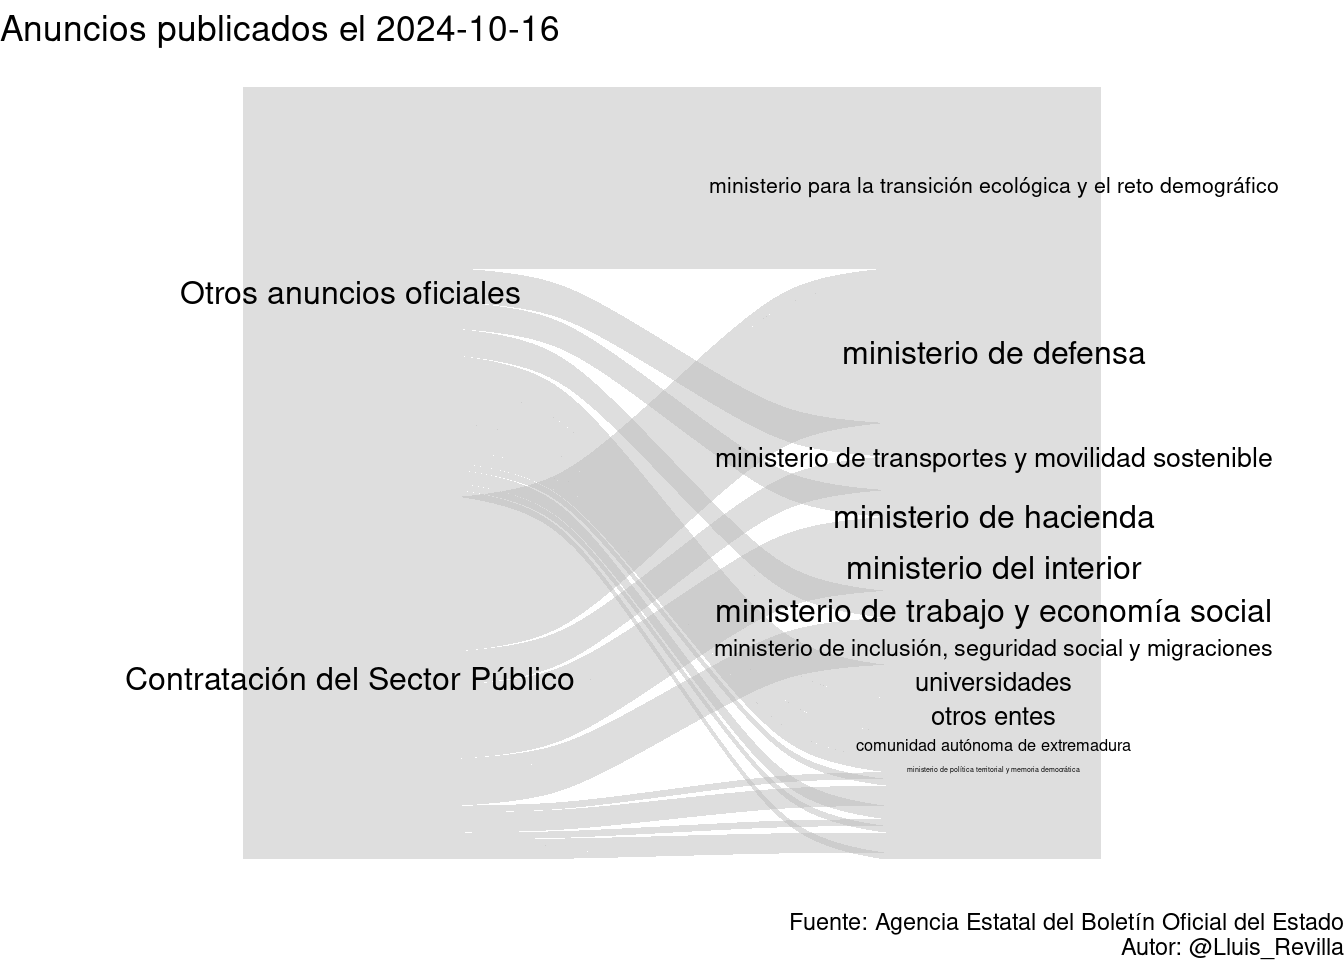 Anuncios publicados el 2024-10-16
ministerio para la transición ecológica y el reto demográfico
Otros anuncios oficiales
ministerio de defensa
ministerio de transportes y movilidad sostenible
ministerio de hacienda
ministerio del interior
ministerio de trabajo y economía social
ministerio de inclusión, seguridad social y migraciones
Contratación del Sector Público
universidades
otros entes
comunidad autónoma de extremadura
ministerio de política territorial y memoria democrática
Fuente: Agencia Estatal del Boletín Oficial del Estado
Autor: @Lluis_Revilla